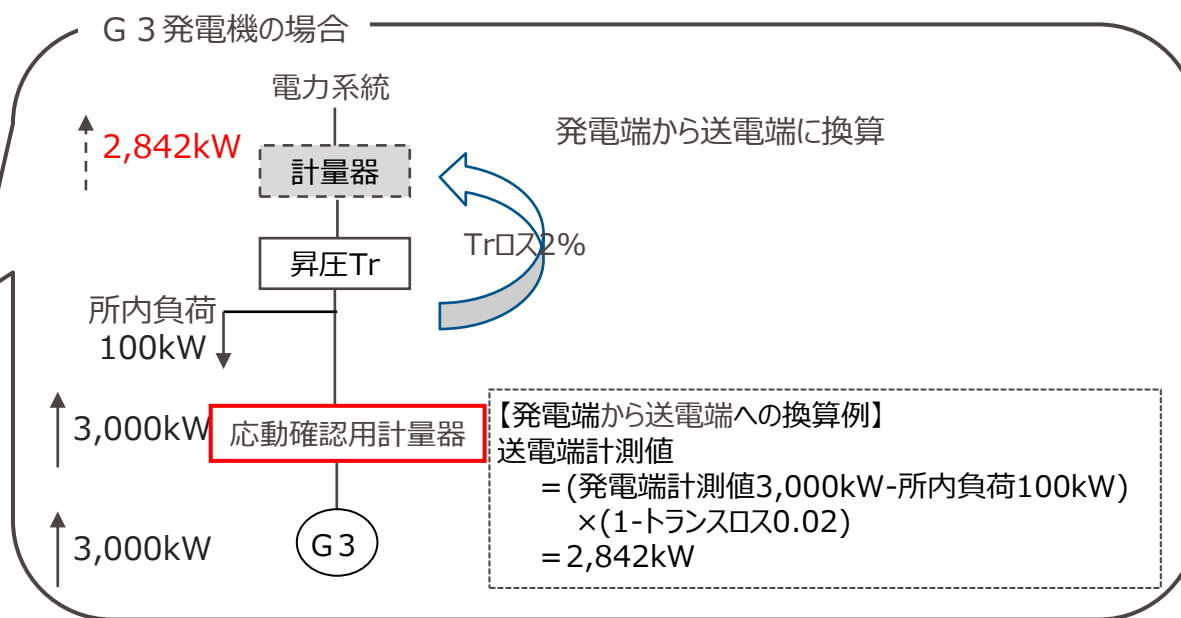 G３発電機の場合
電力系統
2,842kW
計量器
発電端から送電端に換算
Trロス2%
昇圧Tr
所内負荷
100kW
3,000kW
応動確認用計量器
3,000kW
G３
【発電端から送電端への換算例】
送電端計測値
＝(発電端計測値3,000kW-所内負荷100kW)
×(1-トランスロス0.02)
＝2,842kW